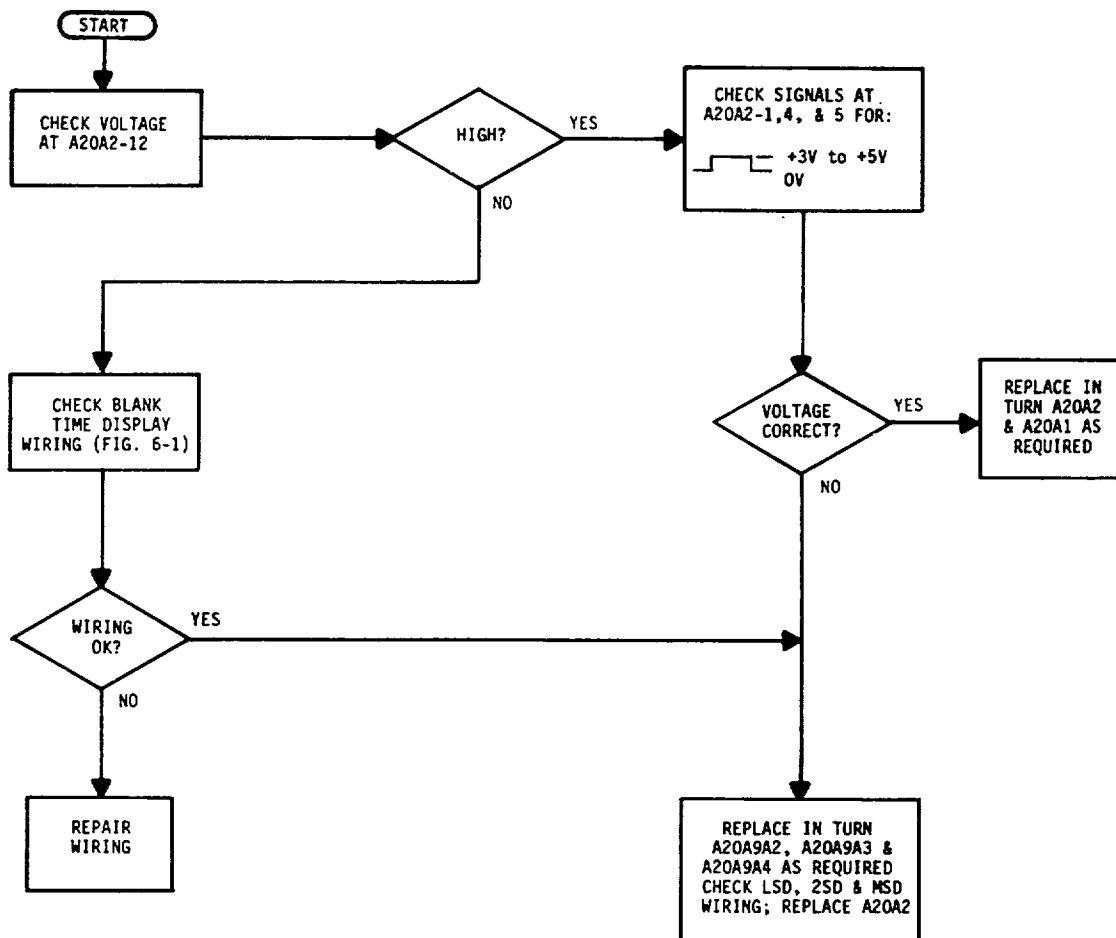 START
CHECK VOLTAGE
AT A20A2-12
HIGH?
YES
NO
CHECK SIGNALS AT
A20A2-1,4, & 5 FOR:
+3V to +5V
0V
CHECK BLANK
TIME DISPLAY
WIRING (FIG. 6-1)
VOLTAGE
CORRECT?
YES
NO
REPLACE IN
TURN A20A2
& A20A1 AS
REQUIRED
WIRING
OK?
YES
NO
REPAIR
WIRING
REPLACE IN TURN
A20A9A2, A20A9A3 &
A20A9A4 AS REQUIRED
CHECK LSD, 2SD & MSD
WIRING; REPLACE A20A2